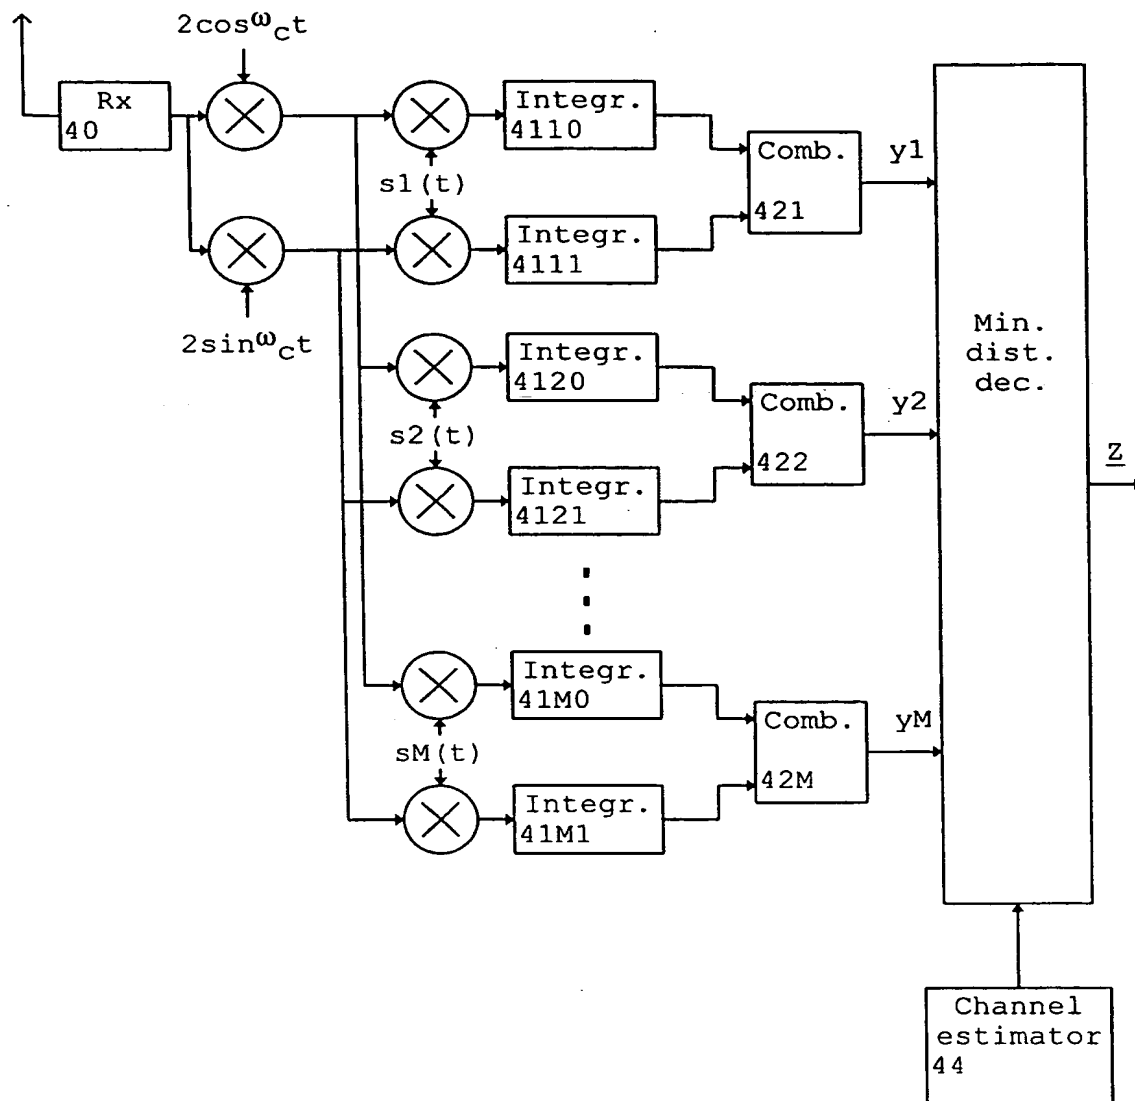 2cosωct
Rx
40
Integr.
4110
Comb.
421
y1
s1(t)
Integr.
4111
2sinωct
Integr.
4120
Comb.
422
y2
s2(t)
Integr.
4121
Min.
dist.
dec.
Z
Integr.
41M0
Comb.
42M
yM
sM(t)
Integr.
41M1
Channel
estimator
44